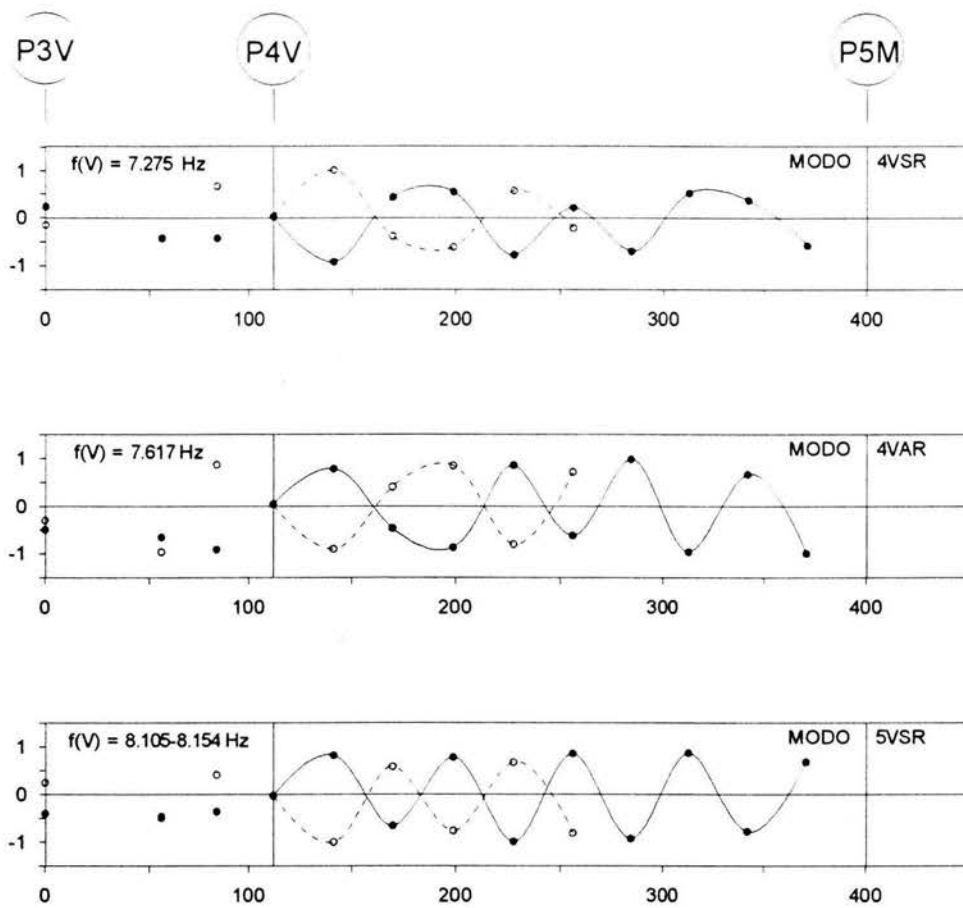 P3V P4V P5M
f(V) = 7.275 Hz MODO 4VSR
1
0
-1
0 100 200 300 400
f(V) = 7.617 Hz MODO 4VAR
1
0
-1
0 100 200 300 400
f(V) = 8.105-8.154 Hz MODO 5VSR
1
0
-1
0 100 200 300 400